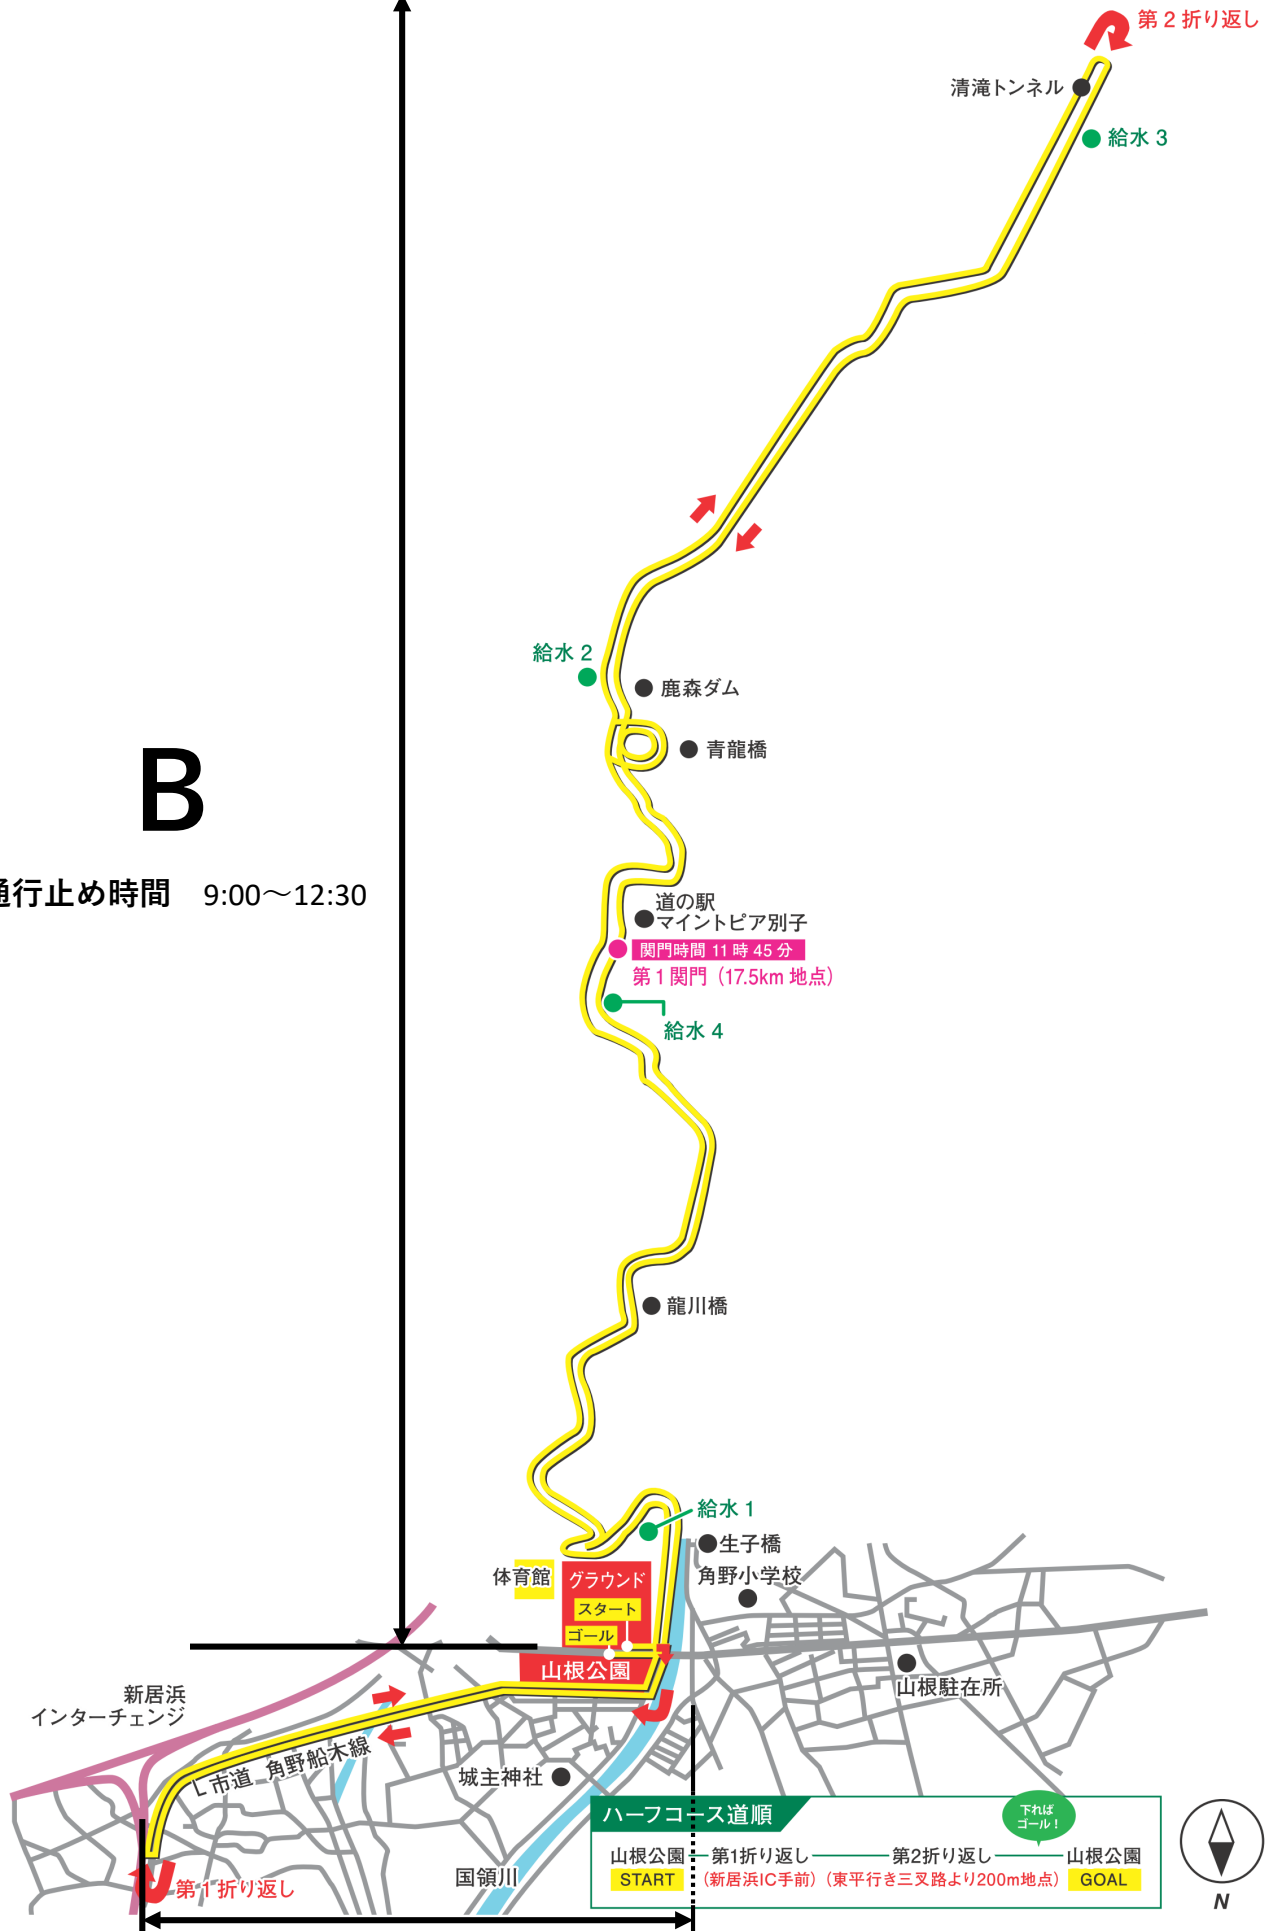 第2折り返し
清滝トンネル
給水3
給水2
鹿森ダム
青龍橋
B
通行止め時間 9:00～12:30
道の駅
マイントピア別子
関門時間 11時45分
第1関門（17.5km地点）
給水4
龍川橋
給水1
生子橋
体育館
グラウンド
角野小学校
スタート
ゴール
山根公園
山根駐在所
新居浜
インターチェンジ
市道 角野船木線
城主神社
国領川
第1折り返し
ハーフコース道順
下れば
ゴール！
山根公園 第1折り返し 第2折り返し 山根公園
START (新居浜IC手前) (東平行き三叉路より200m地点) GOAL
N